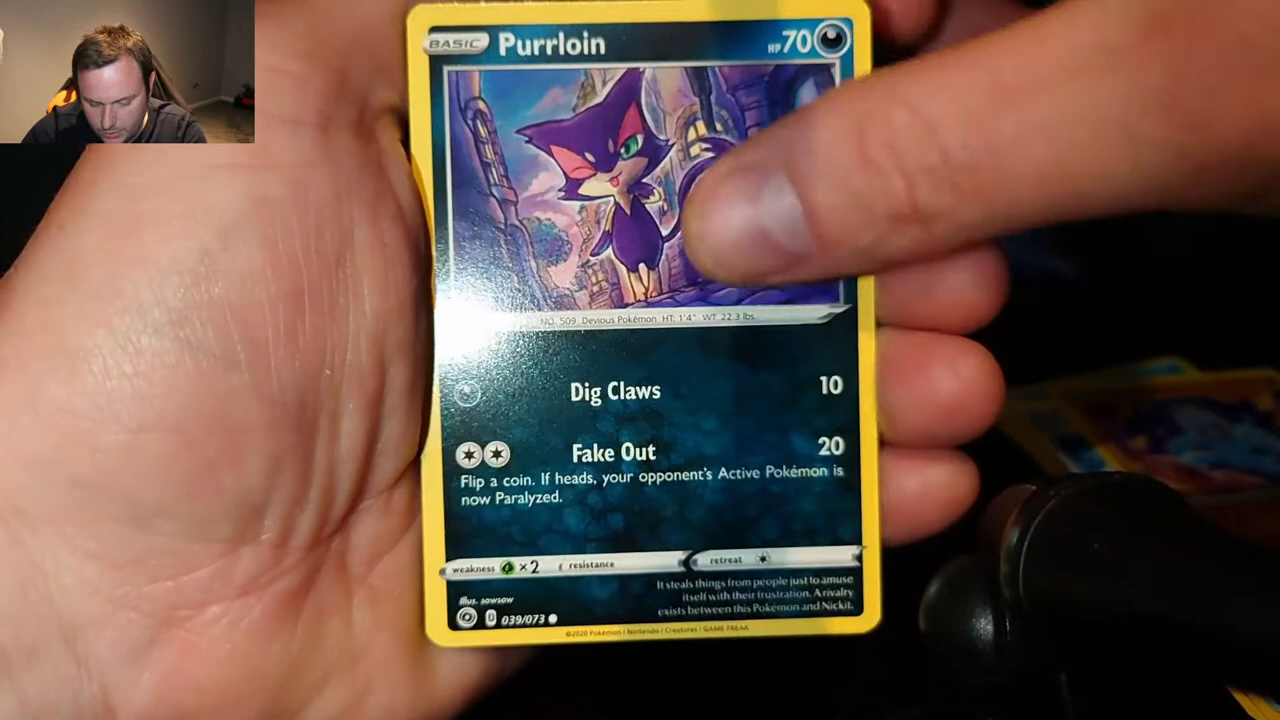 BASIC Purrloin HP 70
NO. 509 Devious Pokémon HT: 1'4" WT: 22.3 lbs.
Dig Claws 10
Fake Out 20
Flip a coin. If heads, your opponent's Active Pokémon is
now Paralyzed.
weakness ×2 resistance retreat
It steals things from people just to amuse
itself with their frustration. A rivalry
exists between this Pokémon and Nickit.
Illus. sowsow
D 039/073
©2020 Pokémon / Nintendo / Creatures / GAME FREAK